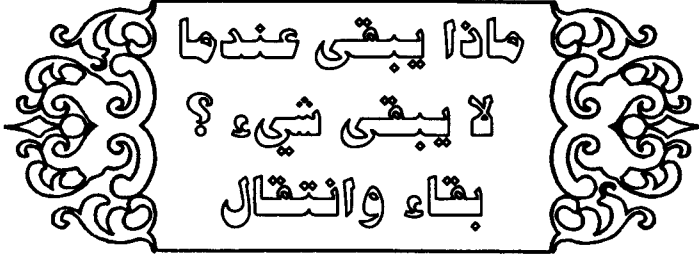 ماذا يبقى عندما
لا يبقى شيء ؟
بقاء وانتقال